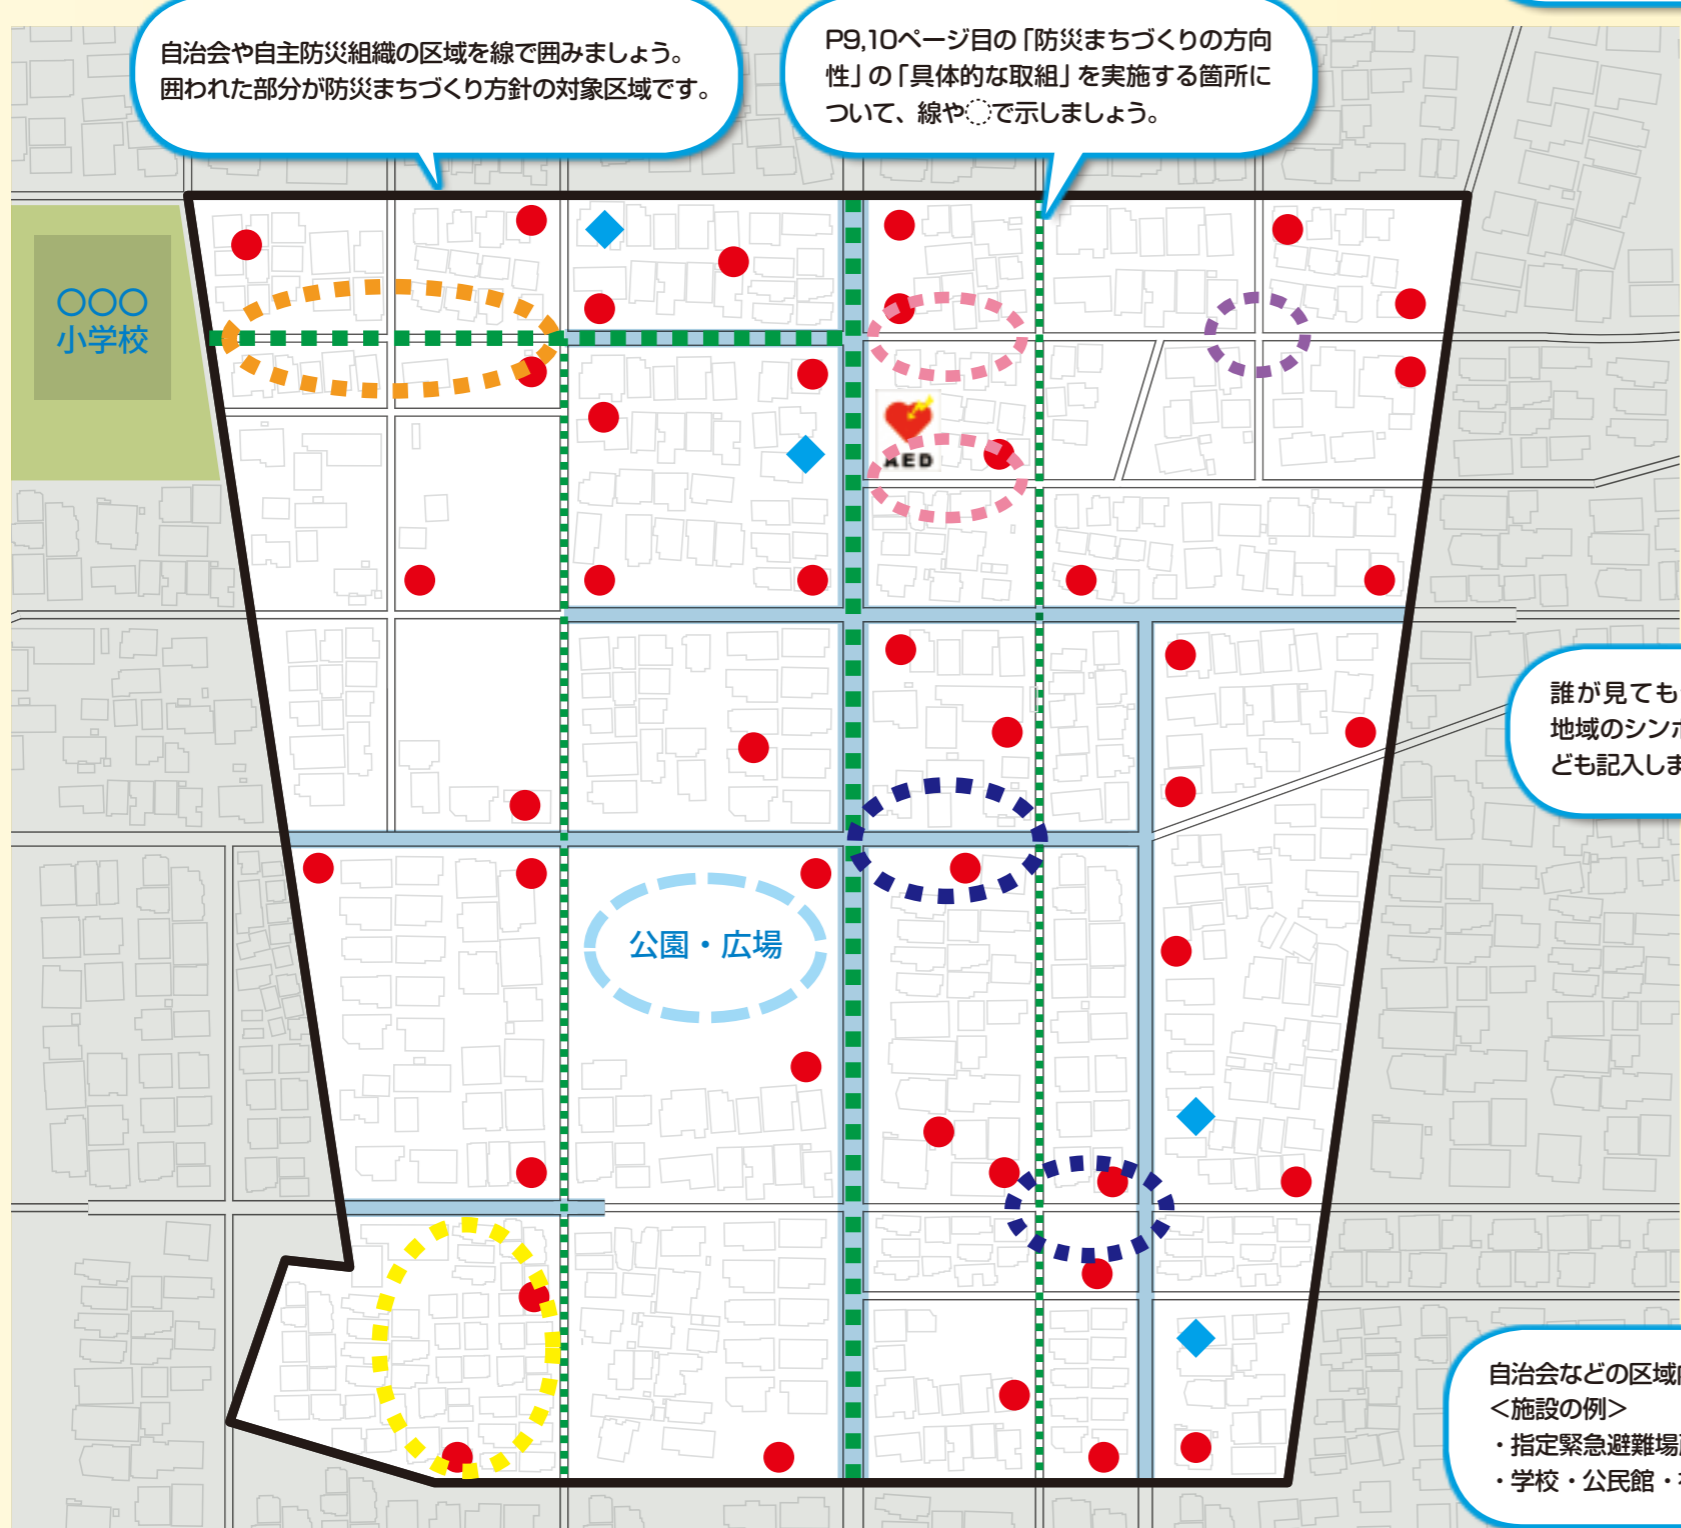 自治会や自主防災組織の区域を線で囲みましょう。
囲われた部分が防災まちづくり方針の対象区域です。
P9,10ページ目の「防災まちづくりの方向
性」の「具体的な取組」を実施する箇所に
ついて、線や◌で示しましょう。
〇〇〇
小学校
AED
誰が見ても
地域のシンボ
ども記入しま
公園・広場
自治会などの区域内
<施設の例>
・指定緊急避難場所
・学校・公民館・